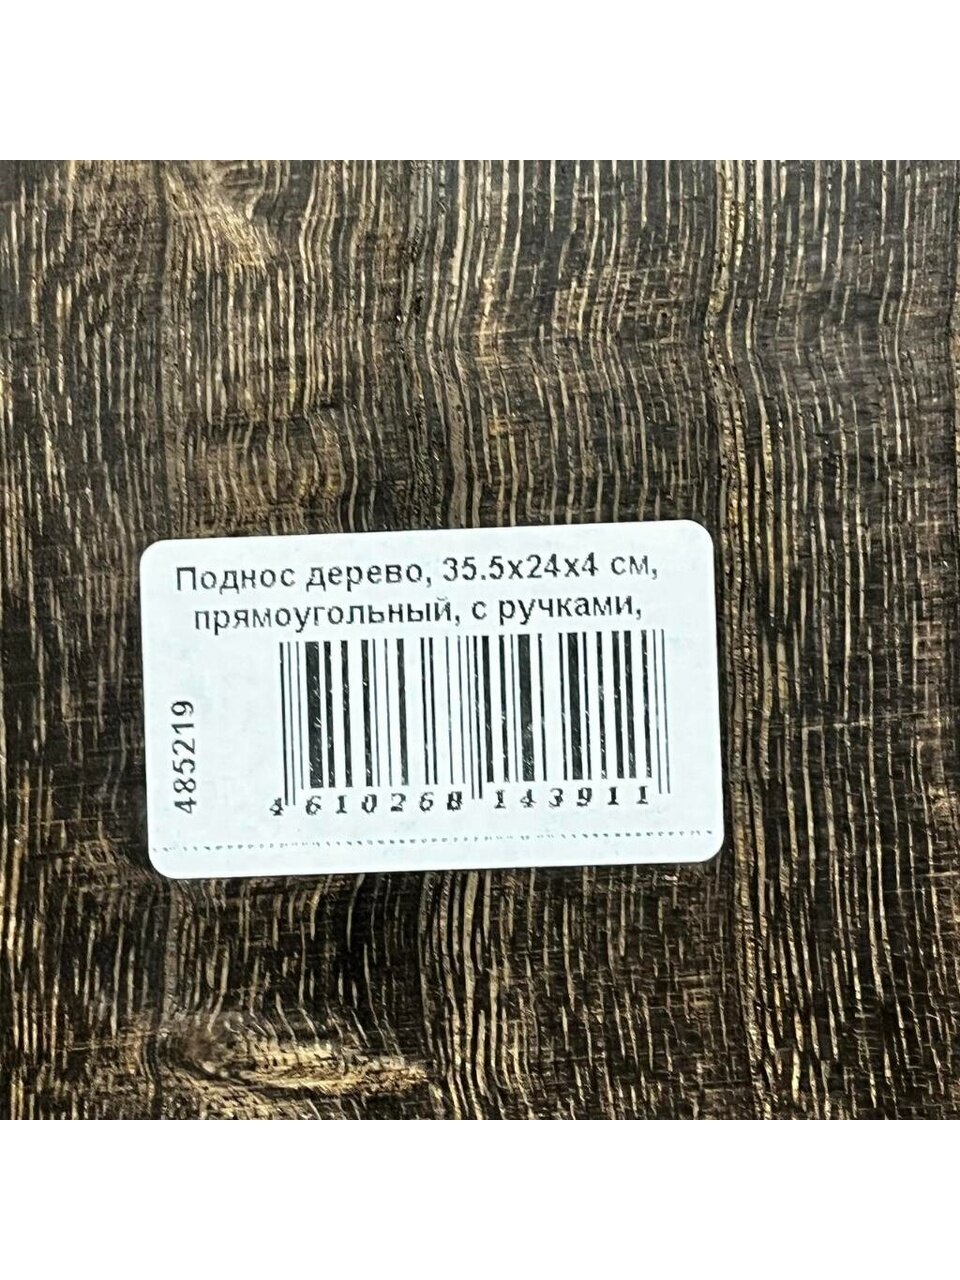 Поднос дерево, 35.5x24x4 см,
прямоугольный, с ручками,
485219
4 610268 143911